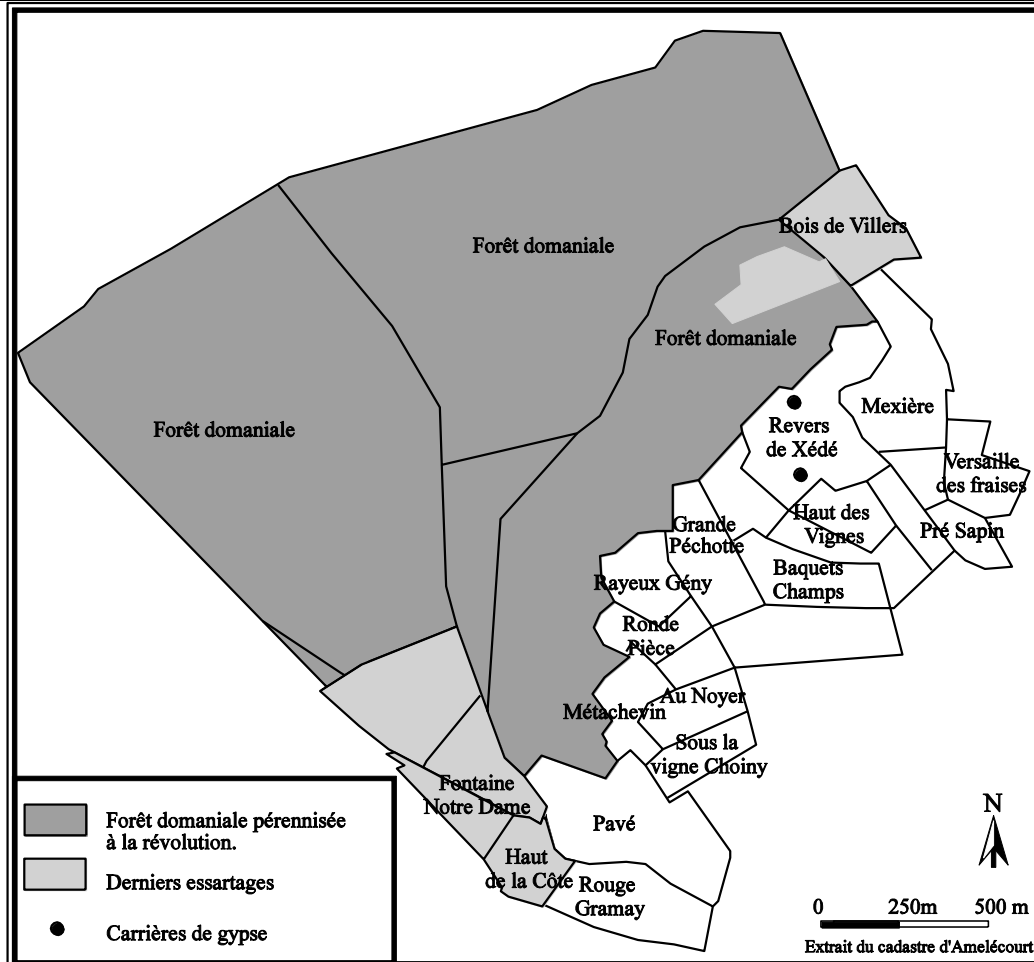 Bois de Villers
Forêt domaniale
Forêt domaniale
Mexière
Revers
de Xédé
Forêt domaniale
Versaille
des fraises
Haut des
Vignes
Grande
Péchotte
Pré Sapin
Baquets
Champs
Rayeux Gény
Ronde
Pièce
Au Noyer
Métachevin
Sous la
vigne Choiny
Fontaine
Notre Dame
Pavé
Haut
de la Côte
Rouge
Gramay
Forêt domaniale pérennisée
à la révolution.
Derniers essartages
Carrières de gypse
N
0 250m 500 m
Extrait du cadastre d'Amelécourt